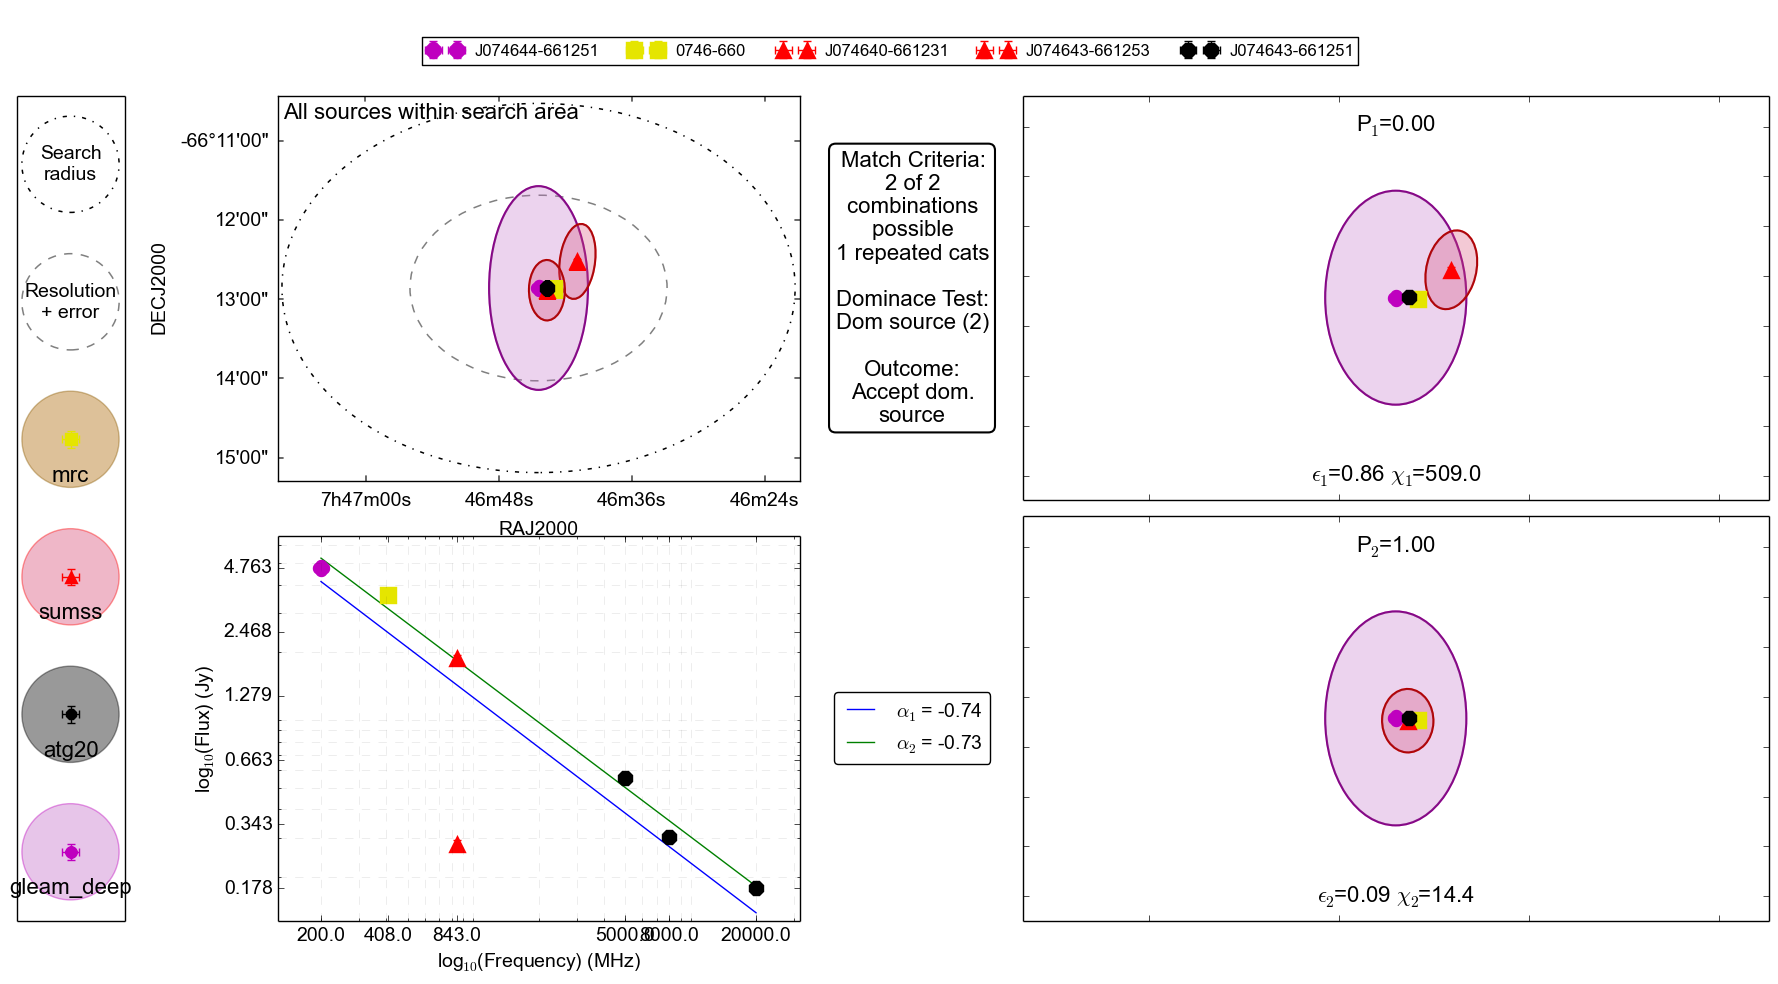 J074644-661251 0746-660 J074640-661231 J074643-661253 J074643-661251
Search
radius
Resolution
+ error
mrc
sumss
atg20
gleam_deep
All sources within search area
DECJ2000
-66°11'00"
12'00"
13'00"
14'00"
15'00"
7h47m00s 46m48s 46m36s 46m24s
RAJ2000
log10(Flux) (Jy)
4.763
2.468
1.279
0.663
0.343
0.178
200.0 408.0 843.0 5000.0 8000.0 20000.0
log10(Frequency) (MHz)
Match Criteria:
2 of 2
combinations
possible
1 repeated cats
Dominace Test:
Dom source (2)
Outcome:
Accept dom.
source
α1 = -0.74
α2 = -0.73
P1=0.00
ϵ1=0.86 χ1=509.0
P2=1.00
ϵ2=0.09 χ2=14.4